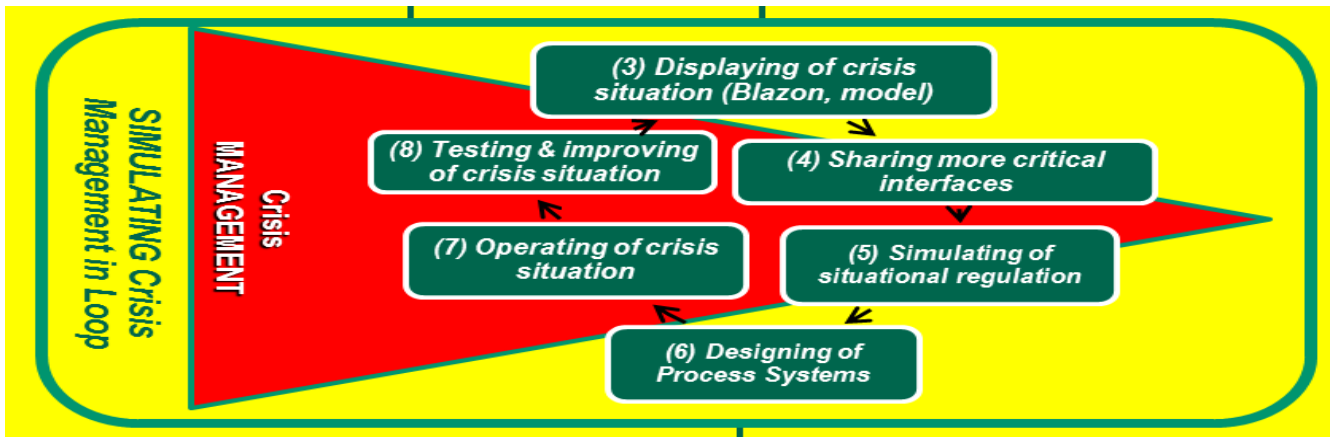 SIMULATING Crisis
Management in Loop
Crisis
MANAGEMENT
(3) Displaying of crisis
situation (Blazon, model)
(4) Sharing more critical
interfaces
(5) Simulating of
situational regulation
(6) Designing of
Process Systems
(7) Operating of crisis
situation
(8) Testing & improving
of crisis situation